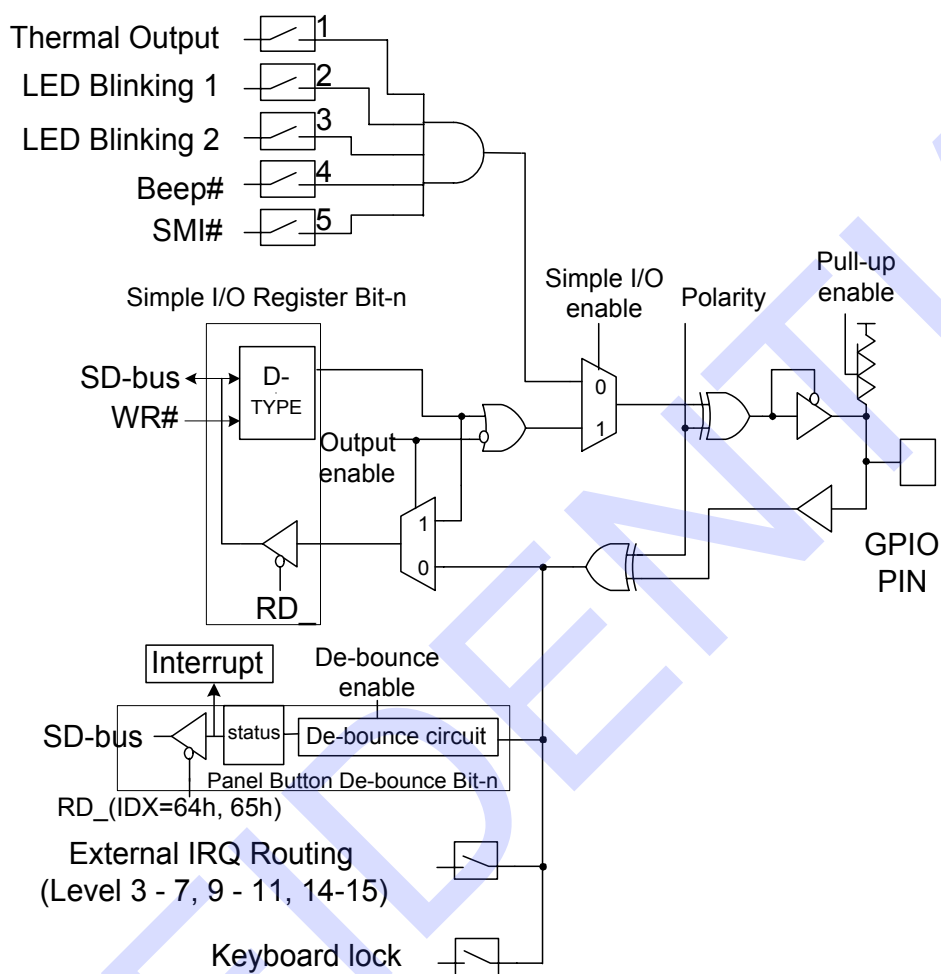 Thermal Output
1
LED Blinking 1
2
LED Blinking 2
3
Beep#
4
SMI#
5
Simple I/O Register Bit-n
Simple I/O
enable
Polarity
Pull-up
enable
SD-bus
WR#
D-
TYPE
0
1
Output
enable
1
0
RD_
GPIO
PIN
Interrupt
De-bounce
enable
SD-bus
status
De-bounce circuit
Panel Button De-bounce Bit-n
RD_(IDX=64h, 65h)
External IRQ Routing
(Level 3 - 7, 9 - 11, 14-15)
Keyboard lock